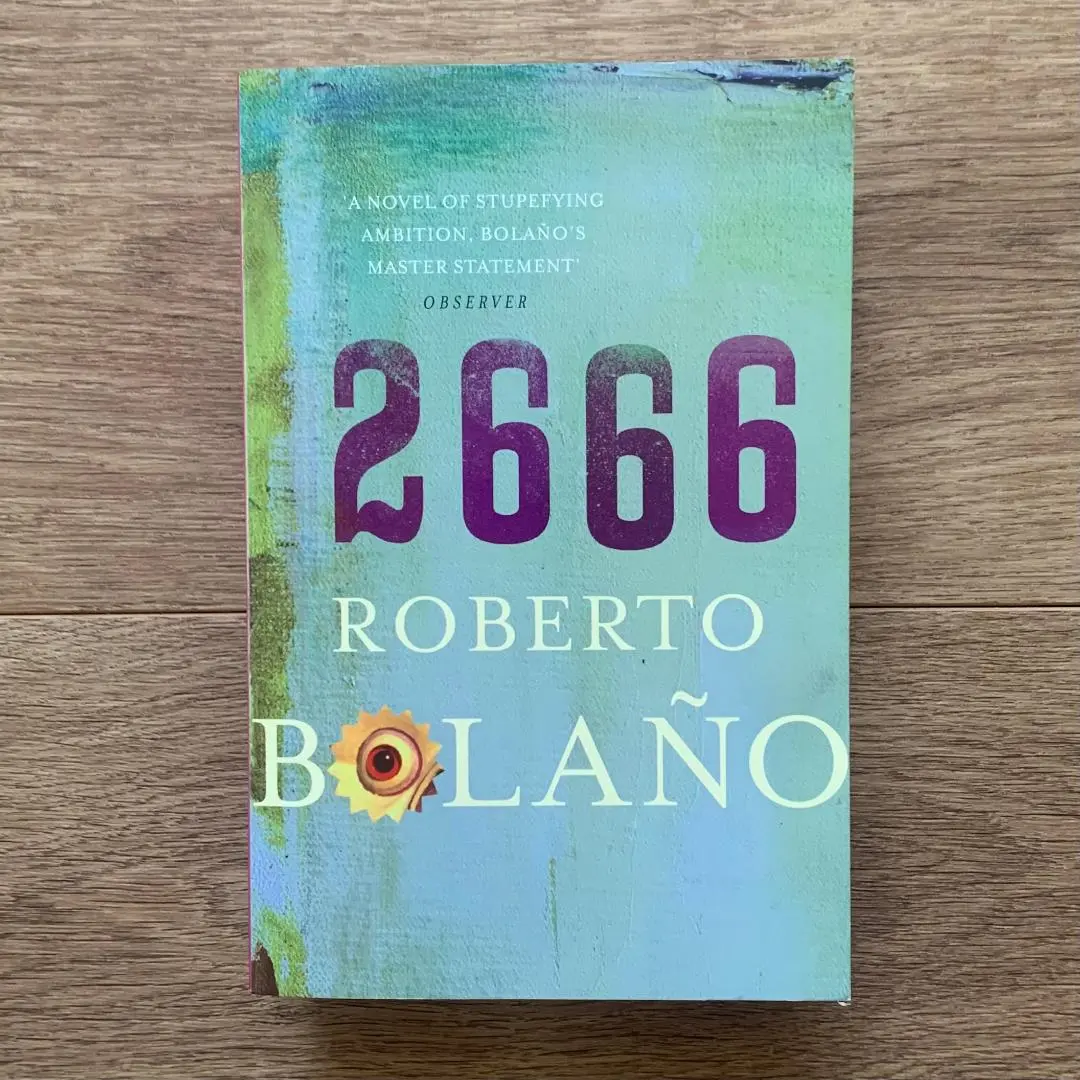 'A NOVEL OF STUPEFYING
AMBITION, BOLAÑO'S
MASTER STATEMENT'
OBSERVER
2666
ROBERTO
BOLAÑO